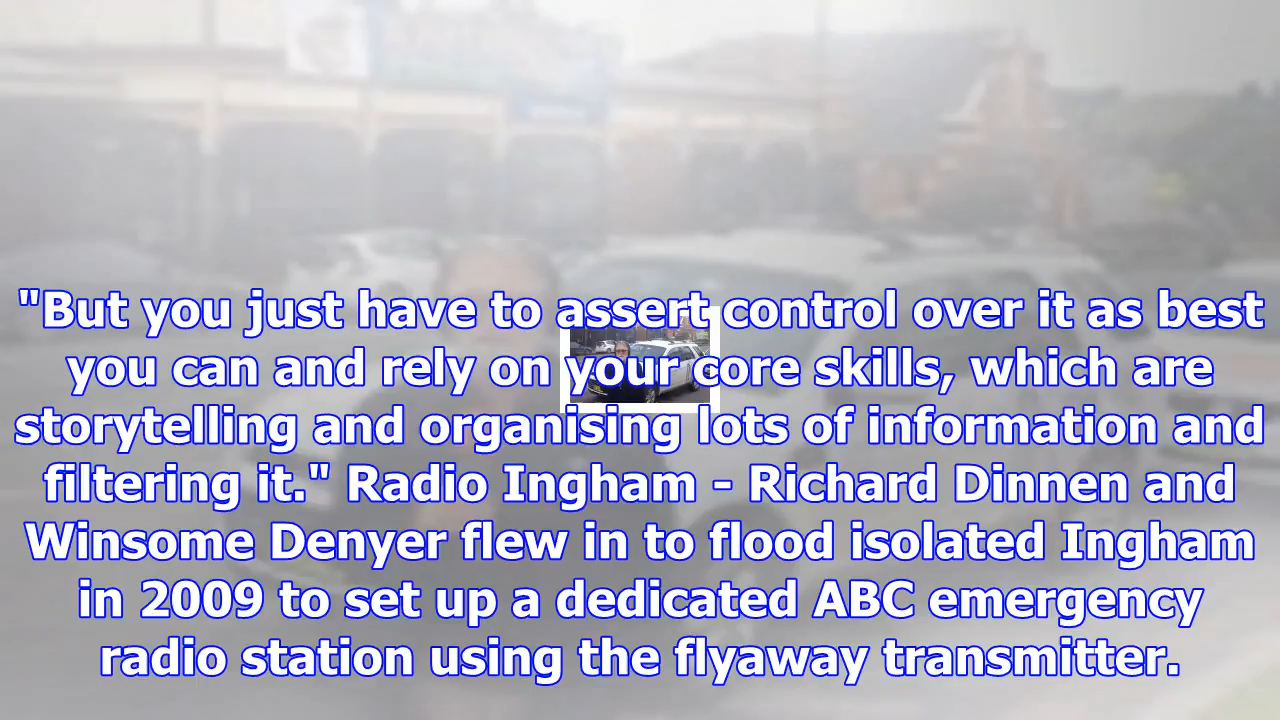 "But you just have to assert control over it as best
you can and rely on your core skills, which are
storytelling and organising lots of information and
filtering it." Radio Ingham - Richard Dinnen and
Winsome Denyer flew in to flood isolated Ingham
in 2009 to set up a dedicated ABC emergency
radio station using the flyaway transmitter.